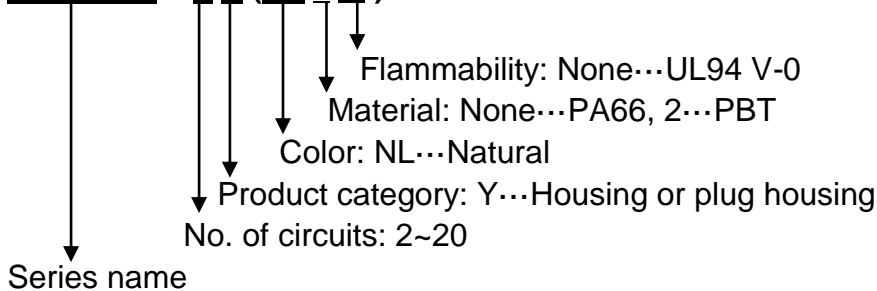 Flammability: None···UL94 V-0
Material: None···PA66, 2···PBT
Color: NL···Natural
Product category: Y···Housing or plug housing
No. of circuits: 2~20
Series name